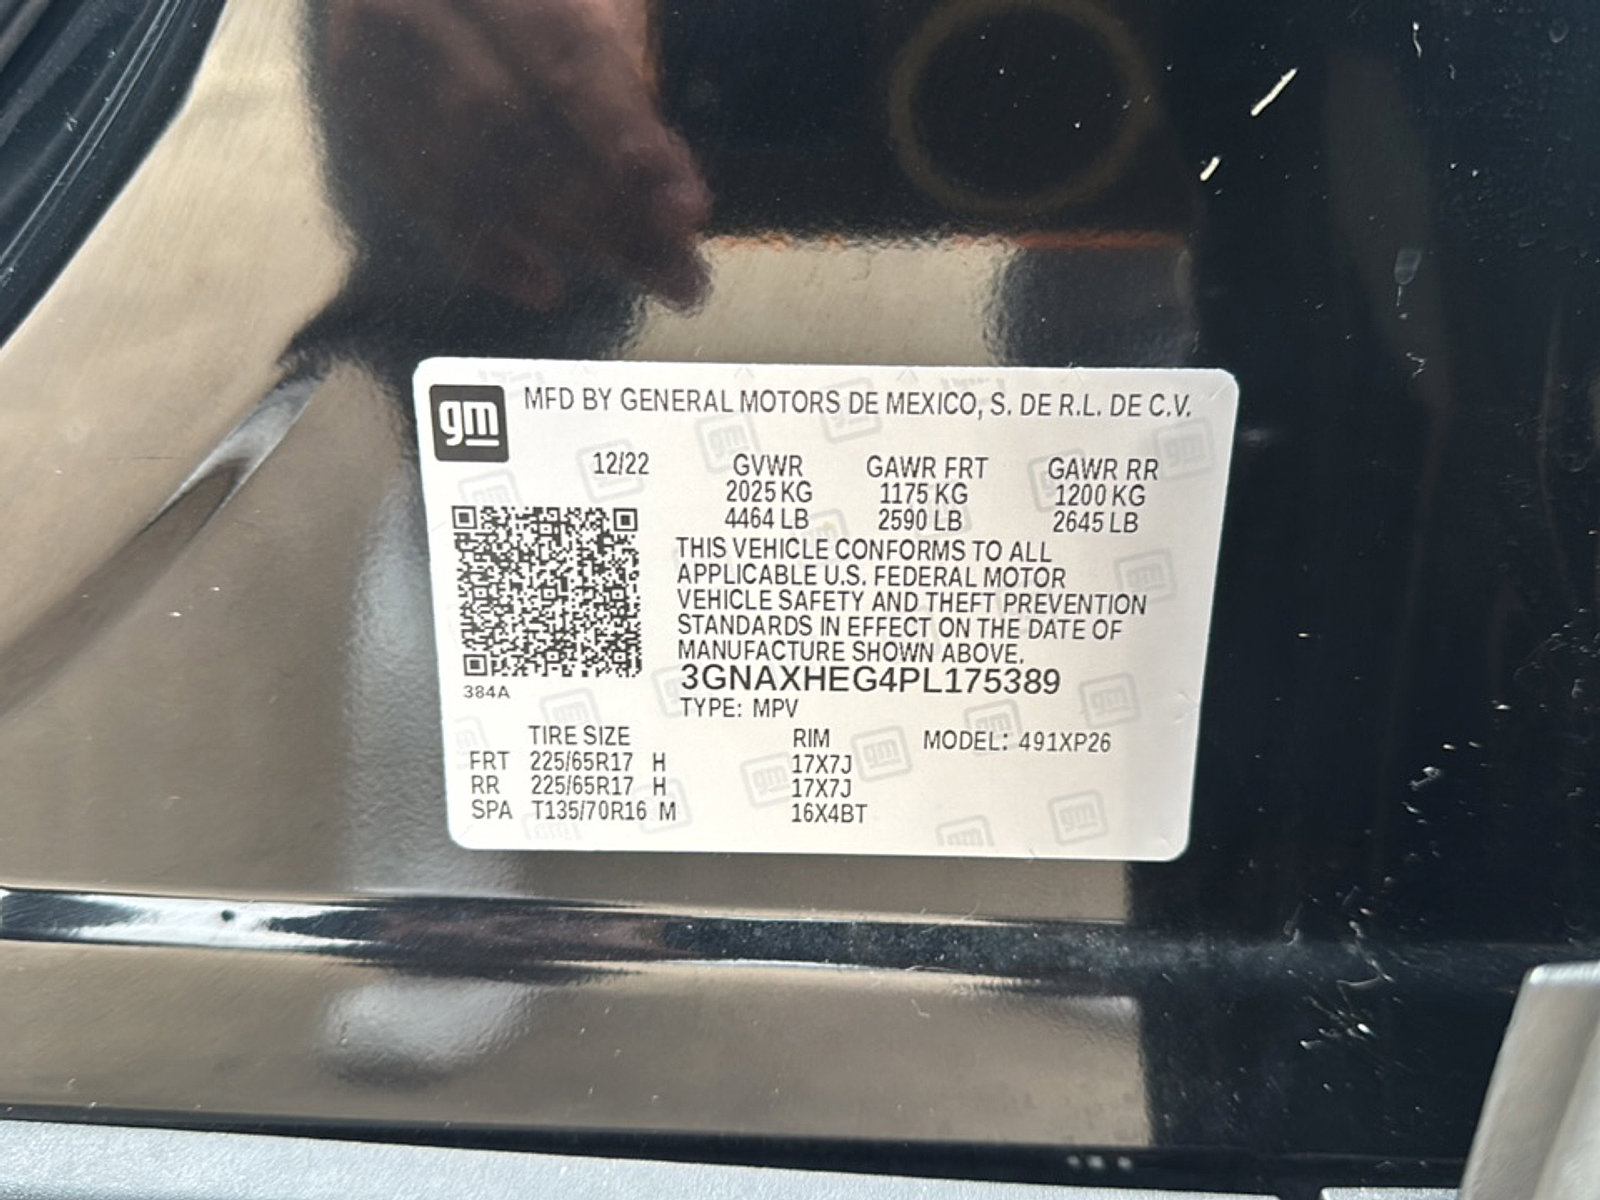 gm MFD BY GENERAL MOTORS DE MEXICO, S. DE R.L. DE C.V.
12/22 GVWR GAWR FRT GAWR RR
2025 KG 1175 KG 1200 KG
4464 LB 2590 LB 2645 LB
THIS VEHICLE CONFORMS TO ALL
APPLICABLE U.S. FEDERAL MOTOR
VEHICLE SAFETY AND THEFT PREVENTION
STANDARDS IN EFFECT ON THE DATE OF
MANUFACTURE SHOWN ABOVE.
3GNAXHEG4PL175389
384A
TYPE: MPV
TIRE SIZE RIM MODEL: 491XP26
FRT 225/65R17 H 17X7J
RR 225/65R17 H 17X7J
SPA T135/70R16 M 16X4BT